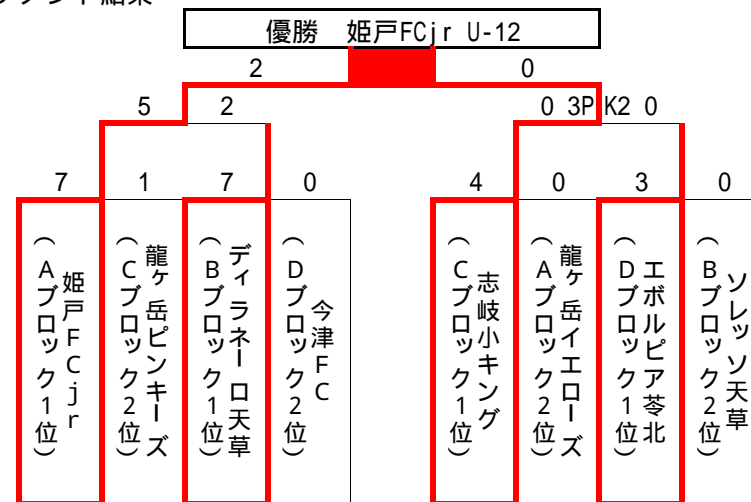 優勝 姫戸FCjr U-12
2 0
5 2 0 3PK2 0
7 1 7 0 4 0 3 0
姫戸FCjr
(Aブロック1位)
龍ヶ岳ピンキーズ
(Cブロック2位)
ディラネーロ天草
(Bブロック1位)
今津FC
(Dブロック2位)
志岐小キング
(Cブロック1位)
龍ヶ岳イエローズ
(Aブロック2位)
エボルピア苓北
(Dブロック1位)
ソレッソ天草
(Bブロック2位)